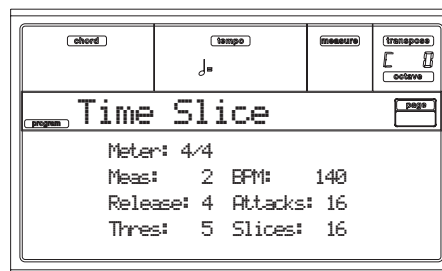 chord tempo measure transpose
♩=
C 0
octave
program Time Slice page
Meter: 4/4
Meas: 2 BPM: 140
Release: 4 Attacks: 16
Thres: 5 Slices: 16